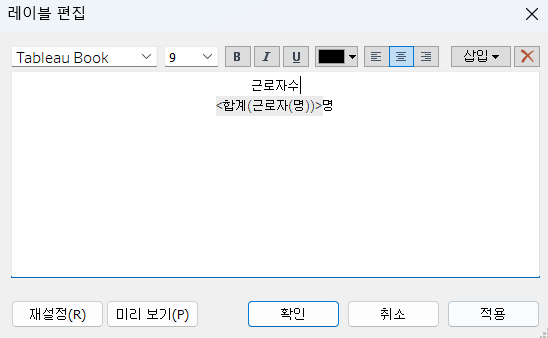 레이블 편집
Tableau Book 9 B I U 삽입
근로자수
<합계(근로자(명))>명
재설정(R) 미리 보기(P) 확인 취소 적용